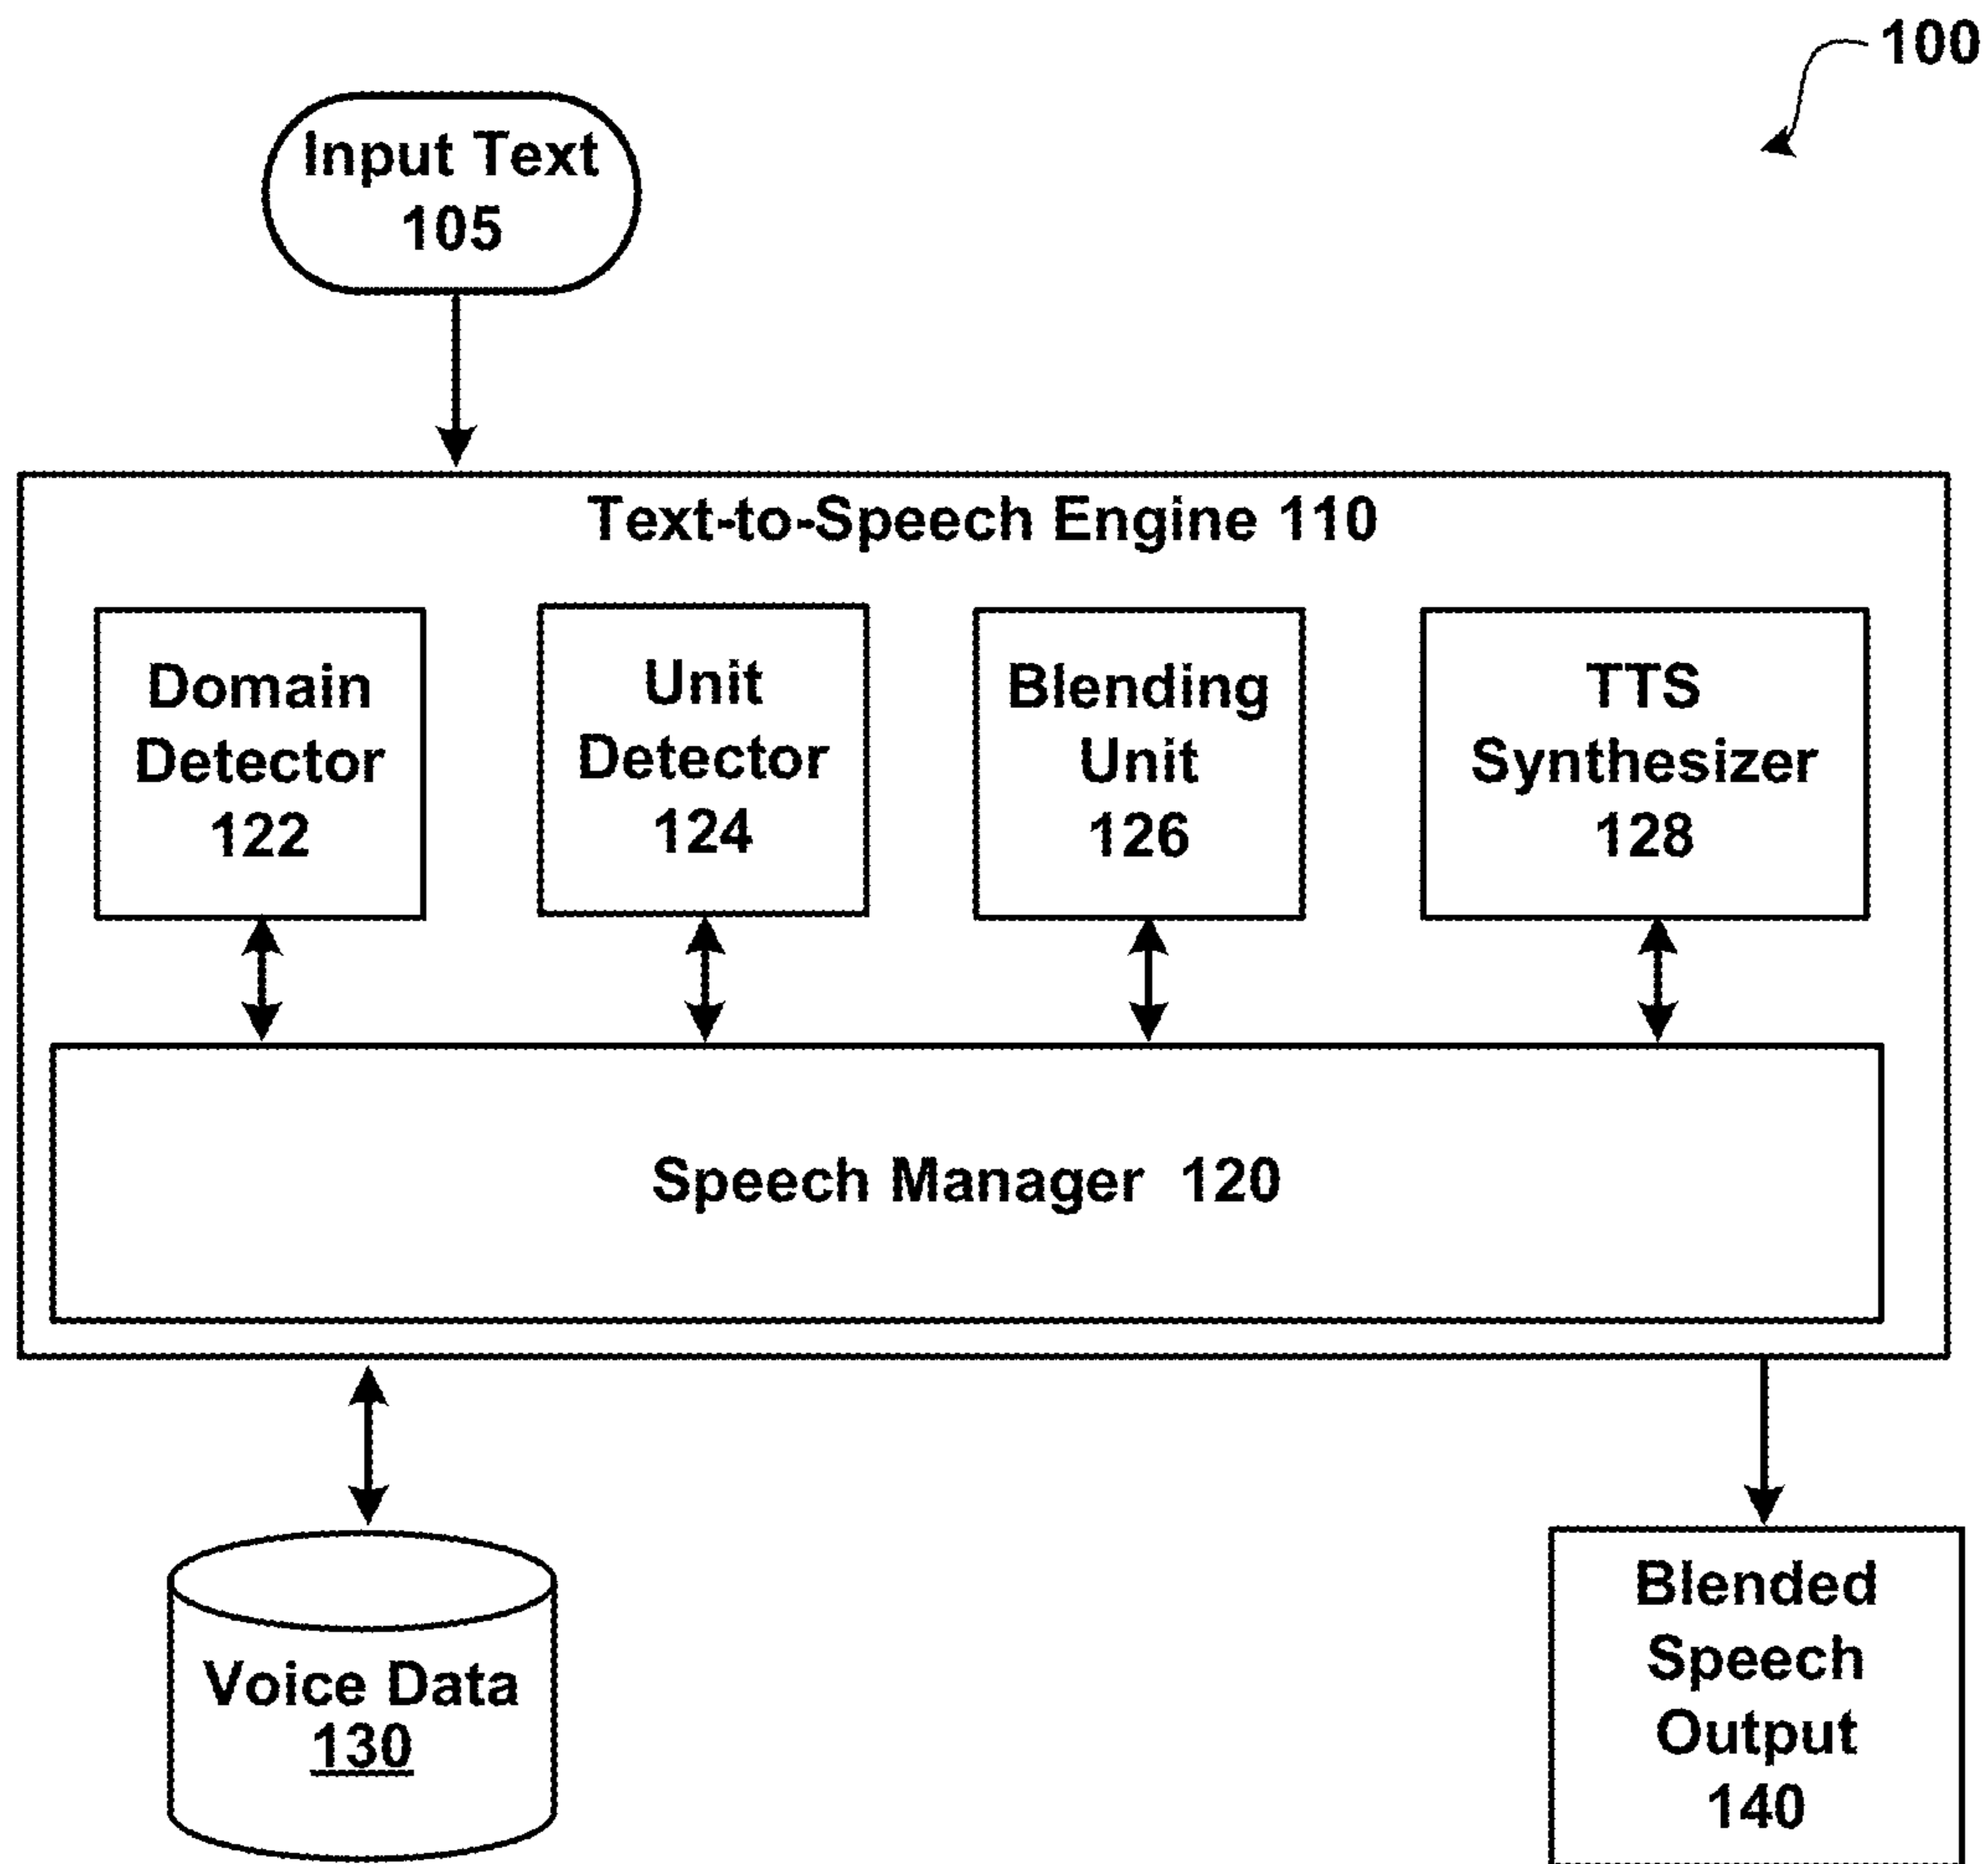 100
Input Text
105
Text-to-Speech Engine 110
Domain
Detector
122
Unit
Detector
124
Blending
Unit
126
TTS
Synthesizer
128
Speech Manager 120
Voice Data
130
Blended
Speech
Output
140